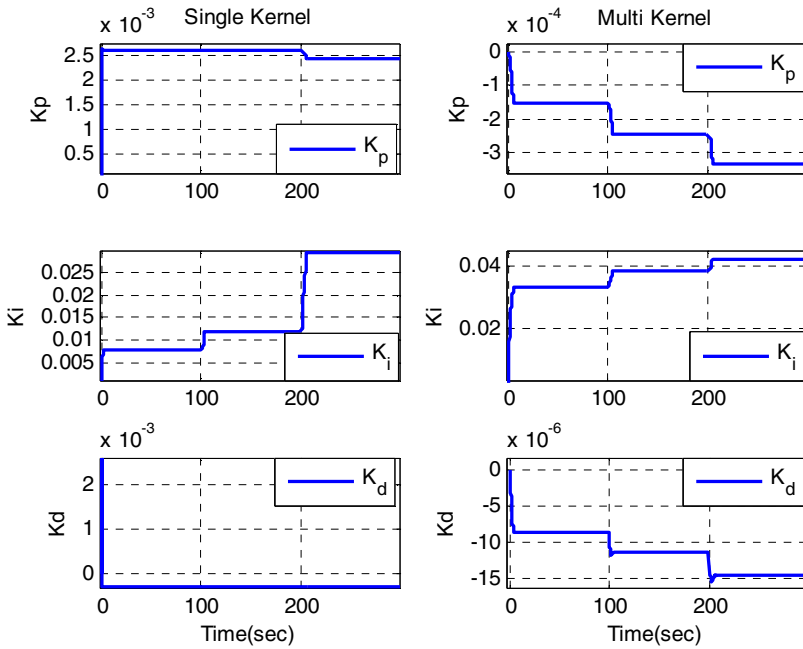 Single Kernel
Multi Kernel
x 10^-3
2.5
2
1.5
1
0.5
Kp
K_p
0 100 200
x 10^-4
0
-1
-2
-3
Kp
K_p
0 100 200
0.025
0.02
0.015
0.01
0.005
Ki
K_i
0 100 200
0.04
0.02
Ki
K_i
0 100 200
x 10^-3
2
0
Kd
K_d
0 100 200
Time(sec)
x 10^-6
0
-5
-10
-15
Kd
K_d
0 100 200
Time(sec)